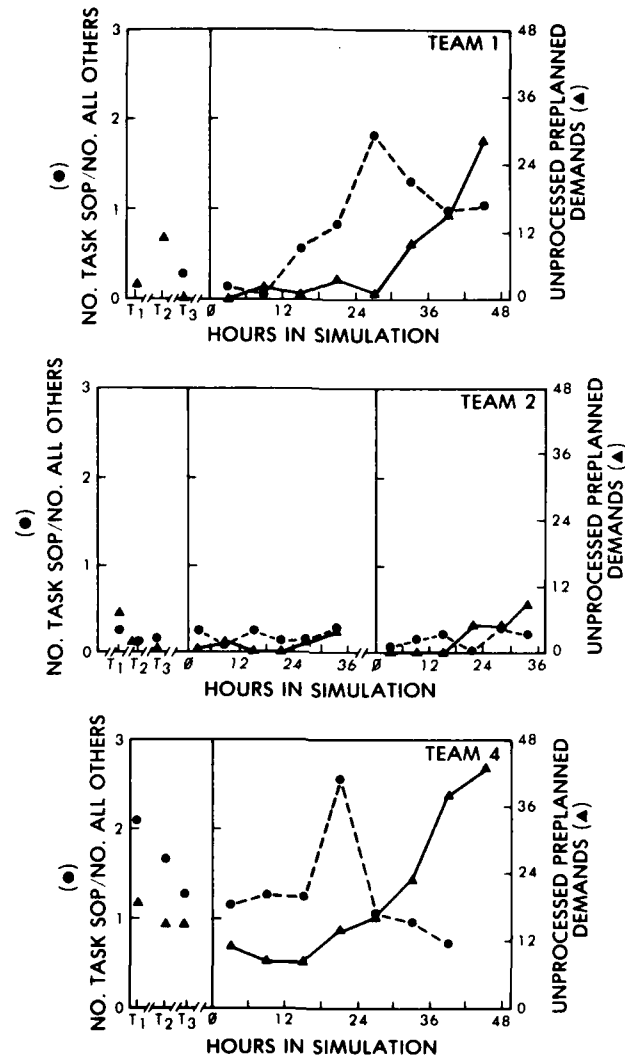 TEAM 1
(●)
NO. TASK SOP/NO. ALL OTHERS
3
2
1
0
48
36
24
12
0
UNPROCESSED PREPLANNED
DEMANDS (▲)
T1 T2 T3 Ø 12 24 36 48
HOURS IN SIMULATION
TEAM 2
(●)
NO. TASK SOP/NO. ALL OTHERS
3
2
1
0
48
36
24
12
0
UNPROCESSED PREPLANNED
DEMANDS (▲)
T1 T2 T3 Ø 12 24 36 Ø 12 24 36
HOURS IN SIMULATION
TEAM 4
(●)
NO. TASK SOP/NO. ALL OTHERS
3
2
1
0
48
36
24
12
0
UNPROCESSED PREPLANNED
DEMANDS (▲)
T1 T2 T3 Ø 12 24 36 48
HOURS IN SIMULATION